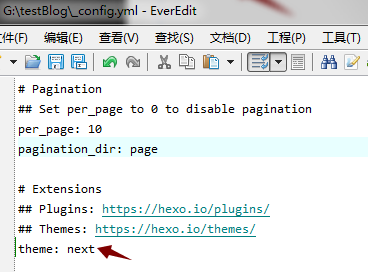 G:\testBlog\_config.yml - EverEdit
文件(F) 编辑(E) 查看(V) 搜索(S) 文档(D) 工程(P) 工具(T)
# Pagination
## Set per_page to 0 to disable pagination
per_page: 10
pagination_dir: page
# Extensions
## Plugins: https://hexo.io/plugins/
## Themes: https://hexo.io/themes/
theme: next